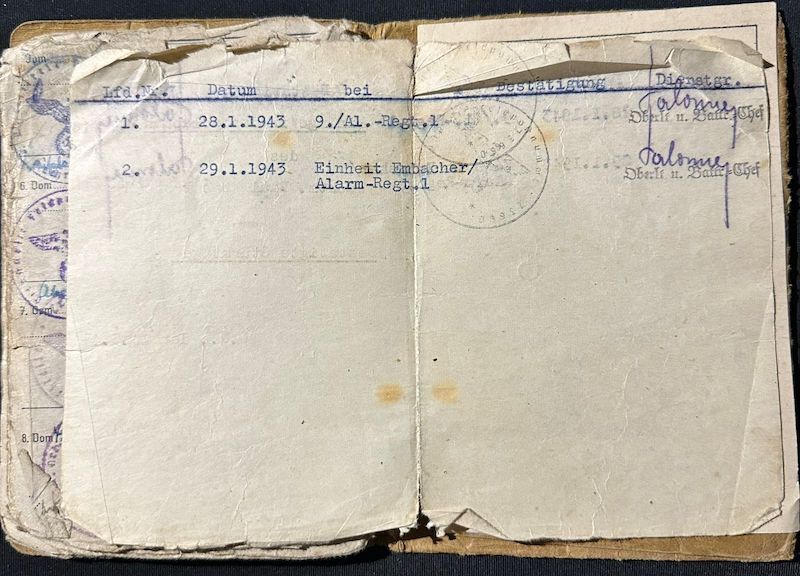 Lfd.Nr. Datum bei Bestätigung Dienstgr.
1. 28.1.1943 9./Al.-Regt.1
Oberlt u. Battr.-Chef
2. 29.1.1943 Einheit Embacher/
Alarm-Regt.1
Oberlt u. Battr.-Chef
6. Dom
7. Dom
8. Dom